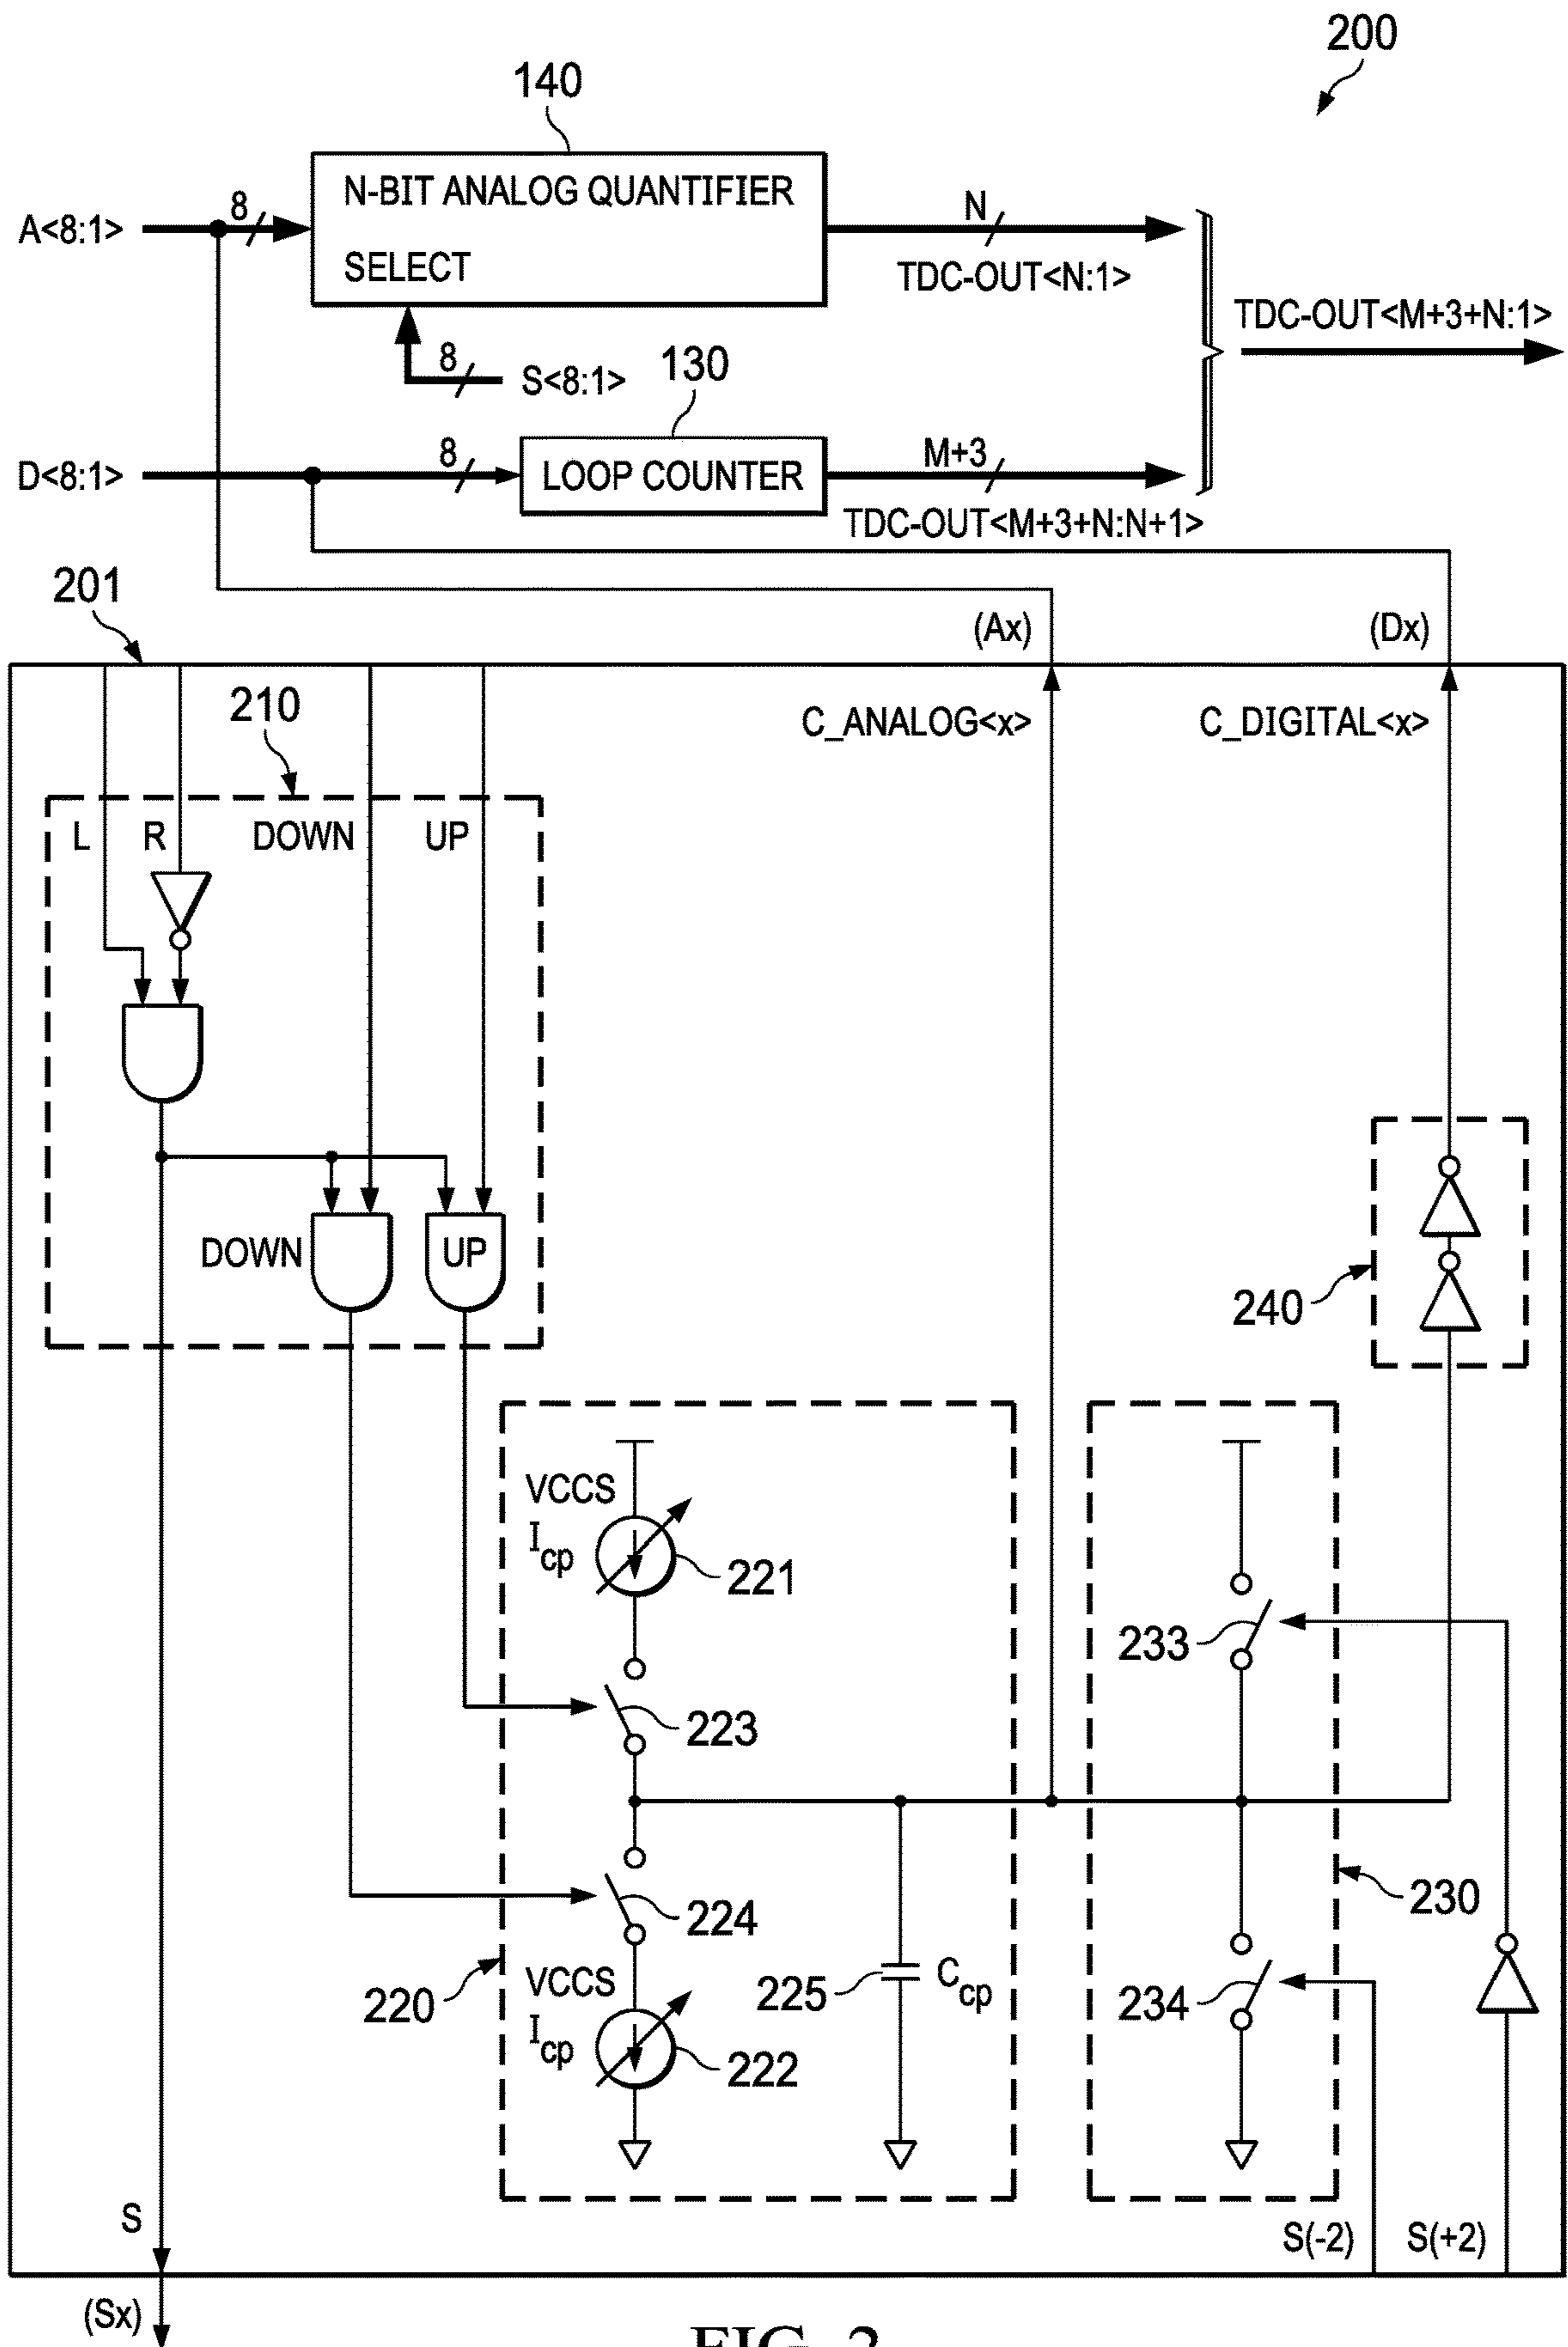 200
140
A<8:1>
8
N-BIT ANALOG QUANTIFIER
SELECT
N
TDC-OUT<N:1>
TDC-OUT<M+3+N:1>
8
S<8:1>
130
D<8:1>
8
LOOP COUNTER
M+3
TDC-OUT<M+3+N:N+1>
201
(Ax)
(Dx)
210
C_ANALOG<x>
C_DIGITAL<x>
L
R
DOWN
UP
DOWN
UP
240
VCCS
Icp
221
233
223
224
230
220
VCCS
Icp
222
225
Ccp
234
S
S(-2)
S(+2)
(Sx)
FIG. 2